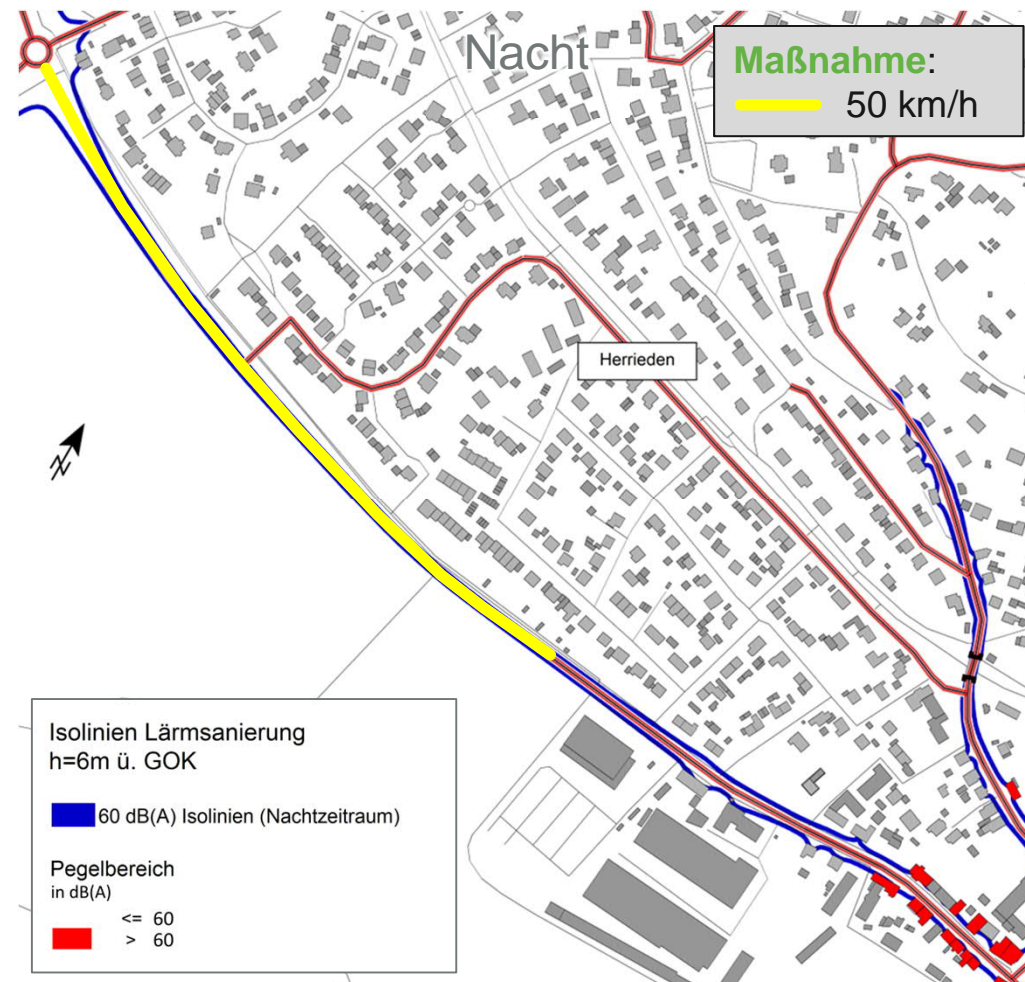 Nacht
Maßnahme:
50 km/h
Herrieden
N
Isolinien Lärmsanierung
h=6m ü. GOK
60 dB(A) Isolinien (Nachtzeitraum)
Pegelbereich
in dB(A)
<= 60
> 60